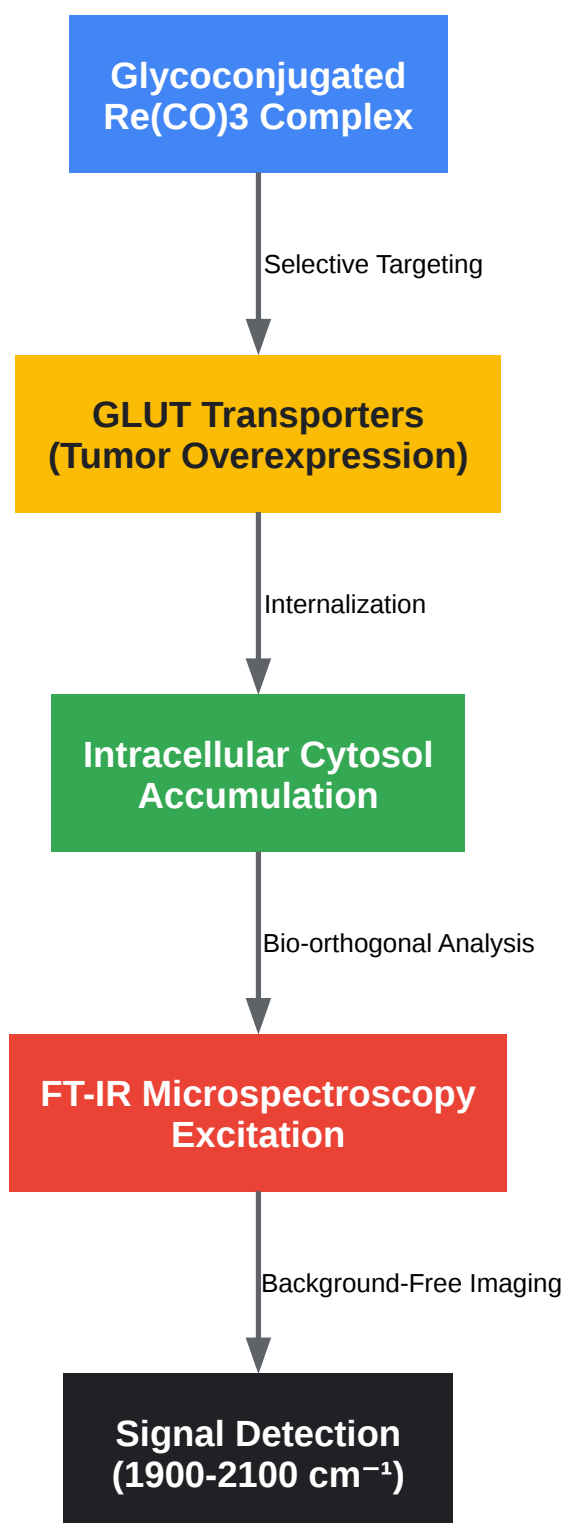 Glycoconjugated
Re(CO)3 Complex
Selective Targeting
GLUT Transporters
(Tumor Overexpression)
Internalization
Intracellular Cytosol
Accumulation
Bio-orthogonal Analysis
FT-IR Microspectroscopy
Excitation
Background-Free Imaging
Signal Detection
(1900-2100 cm⁻¹)